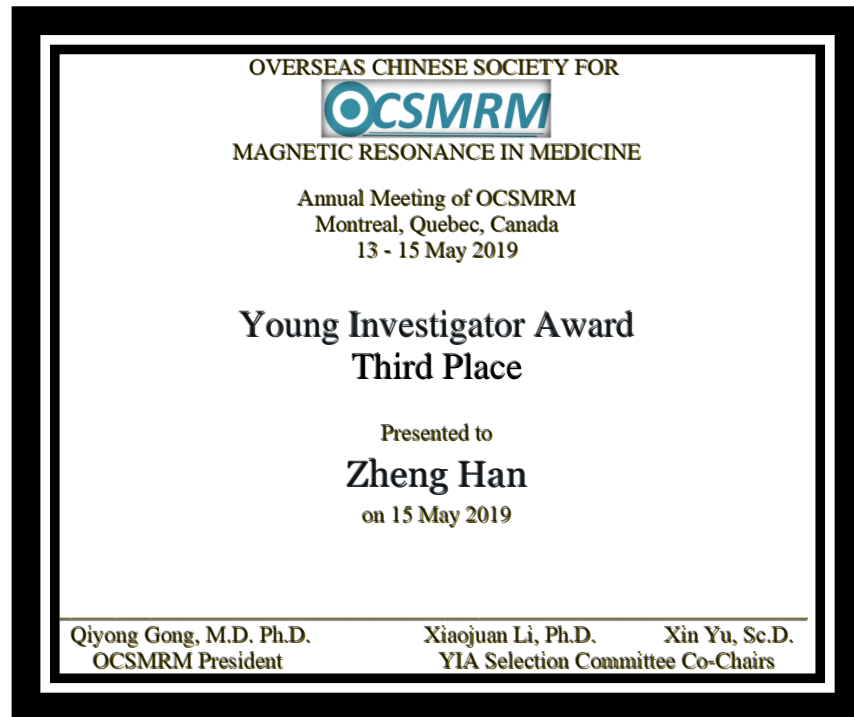 OVERSEAS CHINESE SOCIETY FOR
OCSMRM
MAGNETIC RESONANCE IN MEDICINE
Annual Meeting of OCSMRM
Montreal, Quebec, Canada
13 - 15 May 2019
Young Investigator Award
Third Place
Presented to
Zheng Han
on 15 May 2019
Qiyong Gong, M.D. Ph.D. Xiaojuan Li, Ph.D. Xin Yu, Sc.D.
OCSMRM President YIA Selection Committee Co-Chairs